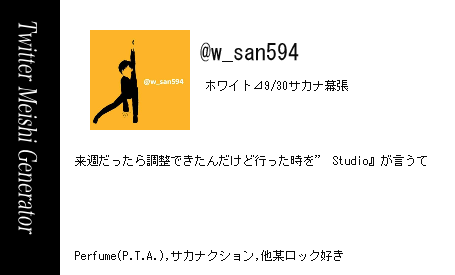 Twitter Meishi Generator
@w_san594
@w_san594
ホワイト⊿9/30サカナ幕張
来週だったら調整できたんだけど行った時を” Studio』が言うて
Perfume(P.T.A.),サカナクション,他某ロック好き